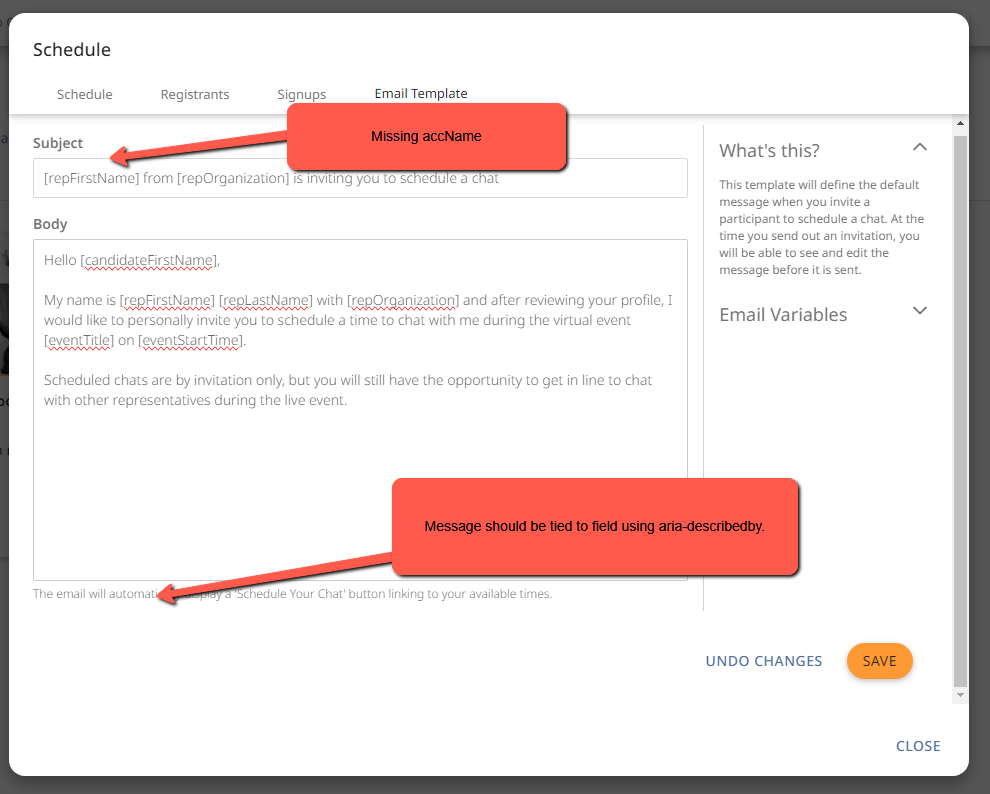 Schedule
Schedule Registrants Signups Email Template
Missing accName
Subject
[repFirstName] from [repOrganization] is inviting you to schedule a chat
Body
Hello [candidateFirstName],
My name is [repFirstName] [repLastName] with [repOrganization] and after reviewing your profile, I
would like to personally invite you to schedule a time to chat with me during the virtual event
[eventTitle] on [eventStartTime].
Scheduled chats are by invitation only, but you will still have the opportunity to get in line to chat
with other representatives during the live event.
Message should be tied to field using aria-describedby.
The email will display a 'Schedule Your Chat' button linking to your available times.
What's this?
This template will define the default
message when you invite a
participant to schedule a chat. At the
time you send out an invitation, you
will be able to see and edit the
message before it is sent.
Email Variables
UNDO CHANGES SAVE
CLOSE